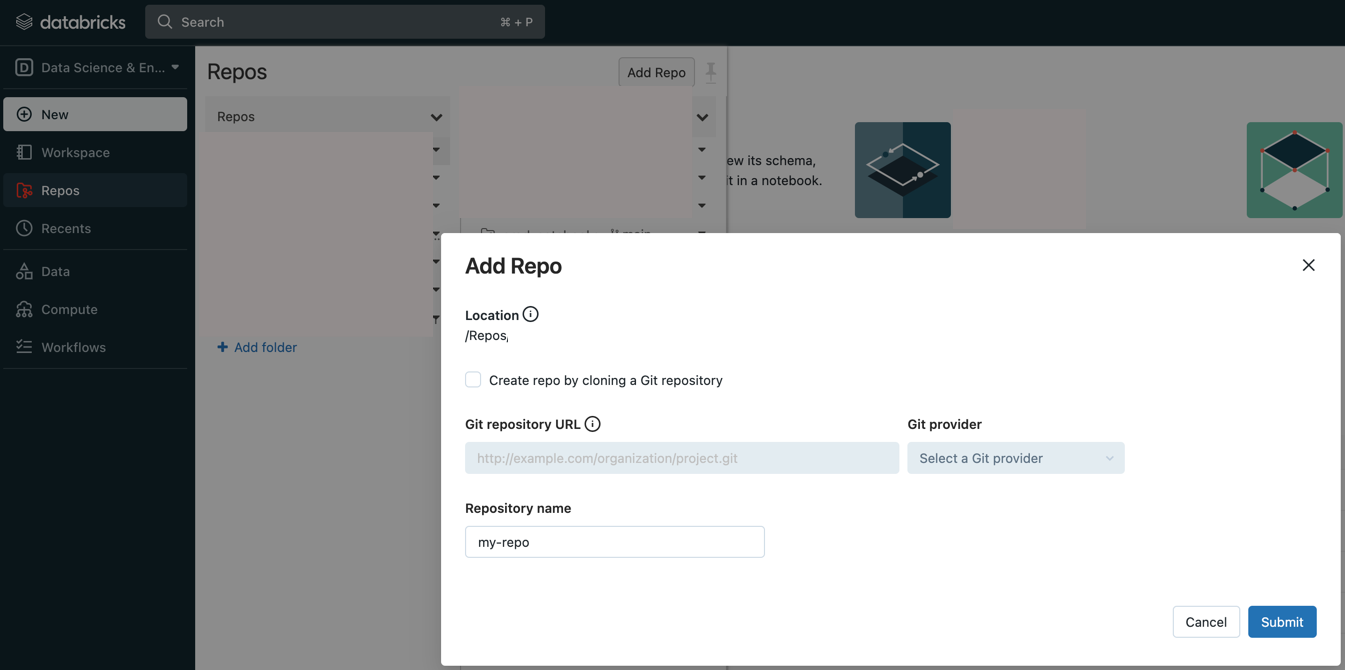 databricks
Search
⌘ + P
Data Science & En...
New
Workspace
Repos
Recents
Data
Compute
Workflows
Repos
Add Repo
Repos
Add folder
ew its schema,
it in a notebook.
main
Add Repo
Location
/Repos
Create repo by cloning a Git repository
Git repository URL
Git provider
http://example.com/organization/project.git
Select a Git provider
Repository name
my-repo
Cancel
Submit